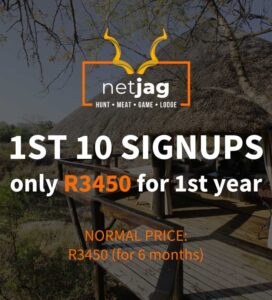 netjag
HUNT • MEAT • GAME • LODGE
1ST 10 SIGNUPS
only R3450 for 1st year
NORMAL PRICE:
R3450 (for 6 months)